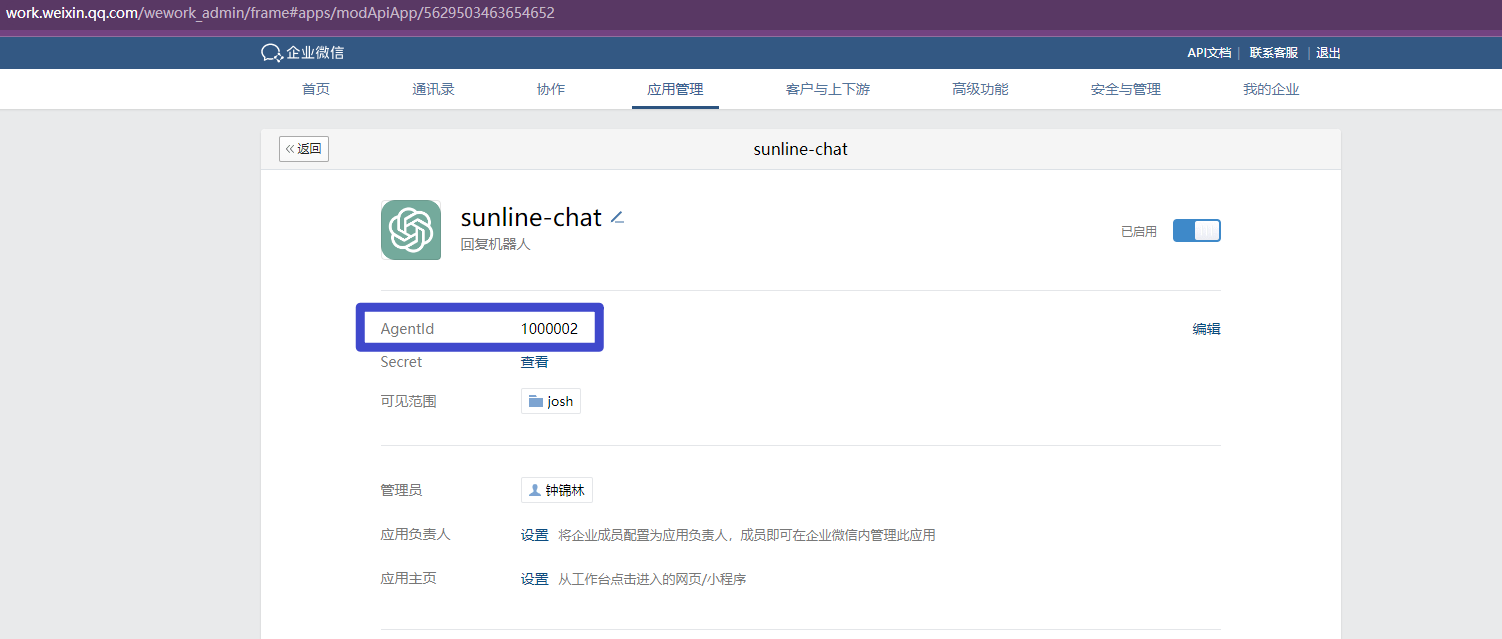 work.weixin.qq.com/wework_admin/frame#apps/modApiApp/5629503463654652
企业微信 API文档 | 联系客服 | 退出
首页 通讯录 协作 应用管理 客户与上下游 高级功能 安全与管理 我的企业
«返回 sunline-chat
sunline-chat
回复机器人 已启用
AgentId 1000002 编辑
Secret 查看
可见范围 josh
管理员 钟锦林
应用负责人 设置 将企业成员配置为应用负责人，成员即可在企业微信内管理此应用
应用主页 设置 从工作台点击进入的网页/小程序